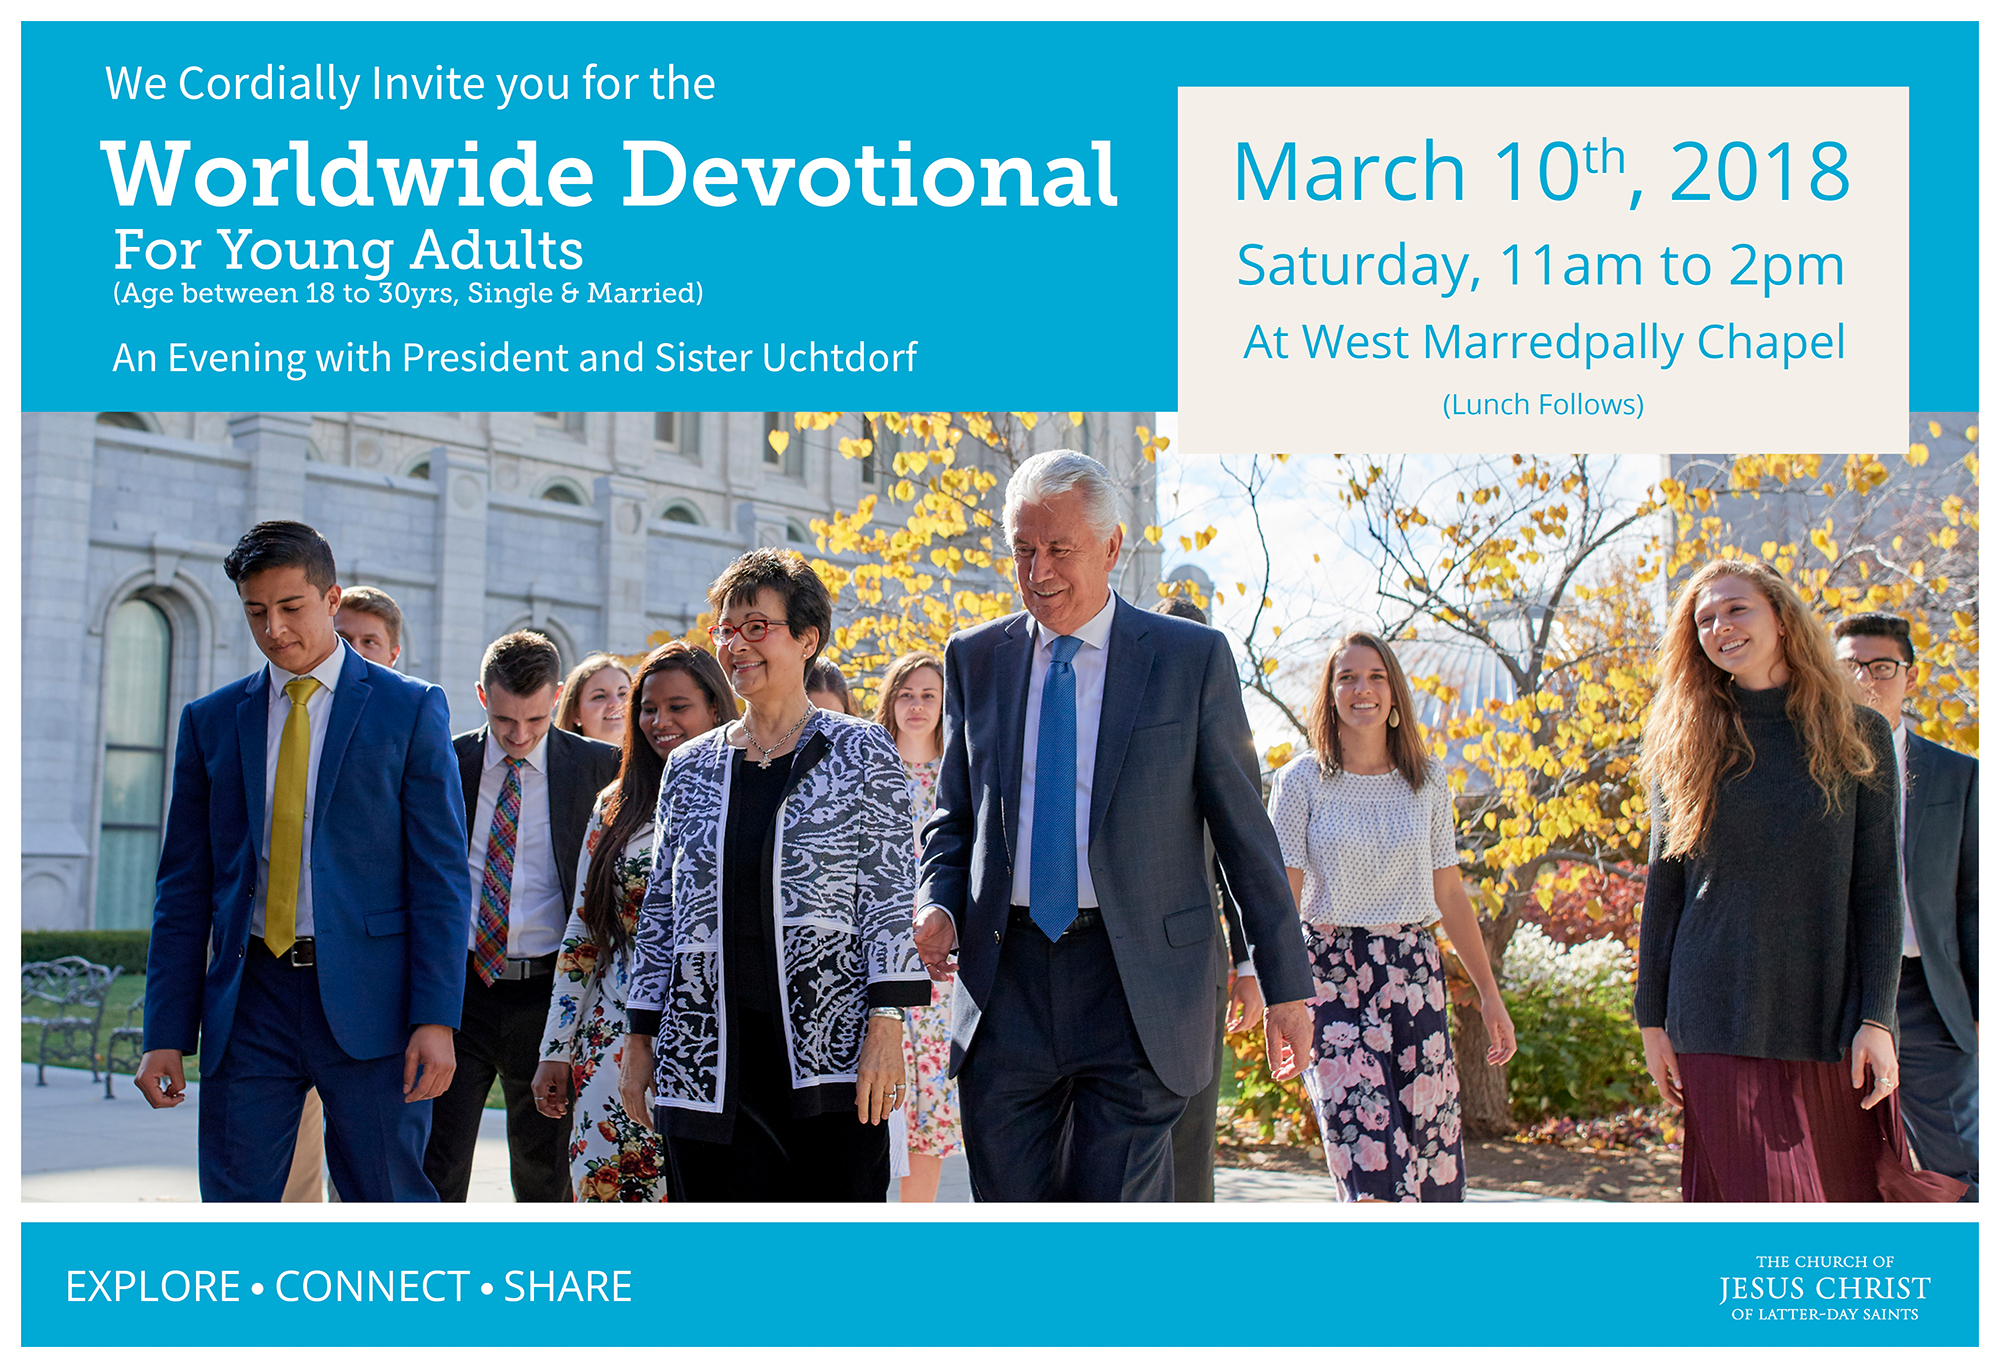 We Cordially Invite you for the
Worldwide Devotional
For Young Adults
(Age between 18 to 30yrs, Single & Married)
An Evening with President and Sister Uchtdorf
March 10th, 2018
Saturday, 11am to 2pm
At West Marredpally Chapel
(Lunch Follows)
EXPLORE • CONNECT • SHARE
THE CHURCH OF
JESUS CHRIST
OF LATTER-DAY SAINTS